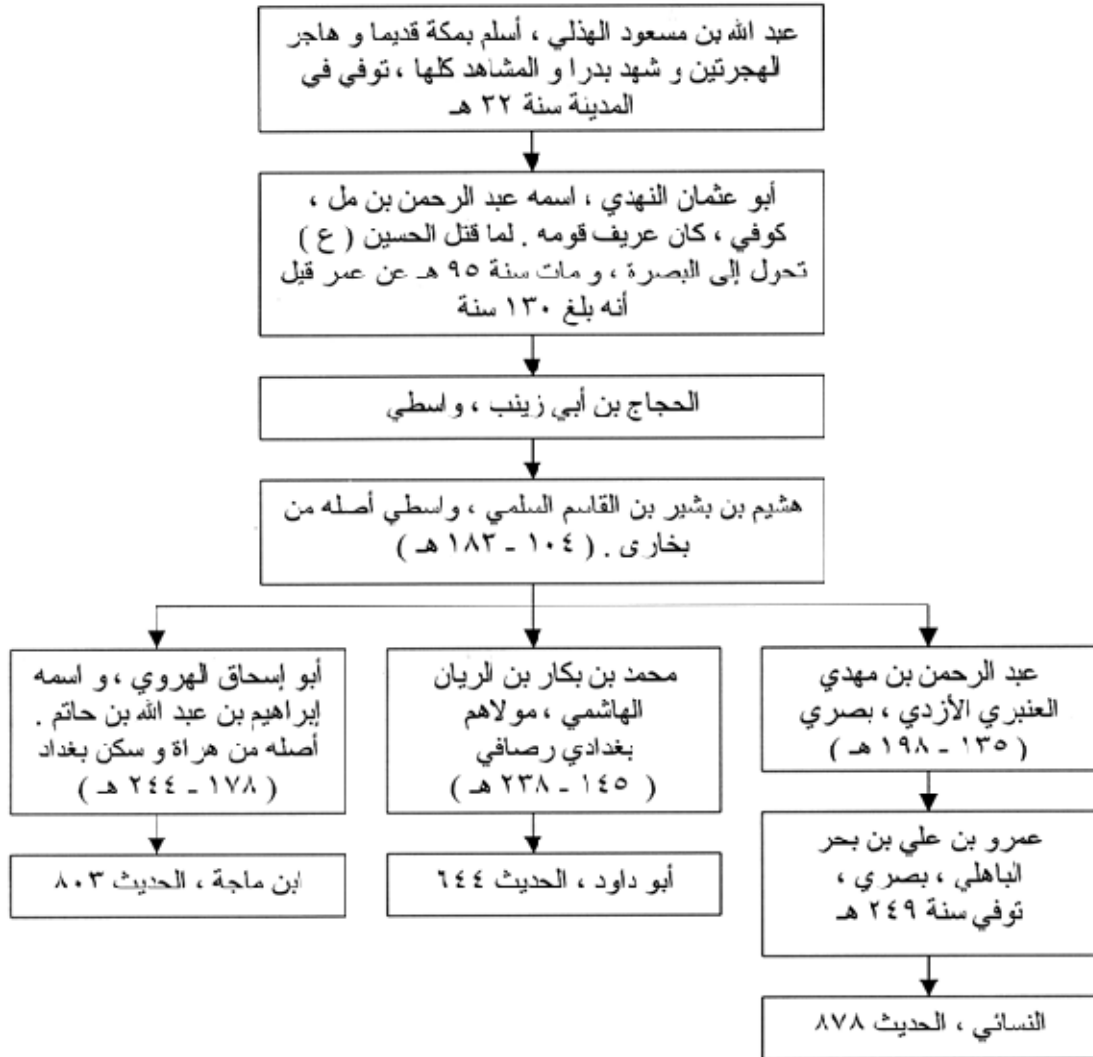 عبد الله بن مسعود الهذلي ، أسلم بمكة قديما و هاجر
الهجرتين و شهد بدرا و المشاهد كلها ، توفي في
المدينة سنة ٣٢ هـ
أبو عثمان النهدي ، اسمه عبد الرحمن بن مل ،
كوفي ، كان عريف قومه . لما قتل الحسين ( ع )
تحول إلى البصرة ، و مات سنة ٩٥ هـ عن عمر قيل
أنه بلغ ١٣٠ سنة
الحجاج بن أبي زينب ، واسطي
هشيم بن بشير بن القاسم السلمي ، واسطي أصله من
بخارى . ( ١٠٤ - ١٨٣ هـ )
عبد الرحمن بن مهدي
العنبري الأزدي ، بصري
( ١٣٥ - ١٩٨ هـ )
عمرو بن علي بن بحر
الباهلي ، بصري ،
توفي سنة ٢٤٩ هـ
النسائي ، الحديث ٨٧٨
محمد بن بكار بن الريان
الهاشمي ، مولاهم
بغدادي رصافي
( ١٤٥ - ٢٣٨ هـ )
أبو داود ، الحديث ٦٤٤
أبو إسحاق الهروي ، و اسمه
إبراهيم بن عبد الله بن حاتم .
أصله من هراة و سكن بغداد
( ١٧٨ - ٢٤٤ هـ )
ابن ماجة ، الحديث ٨٠٣